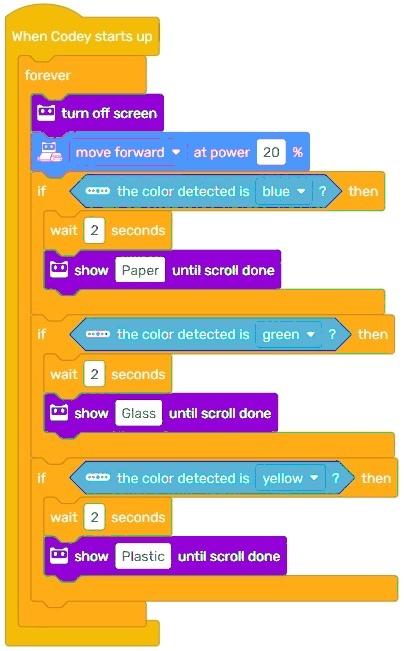 When Codey starts up
forever
turn off screen
move forward at power 20 %
if the color detected is blue ? then
wait 2 seconds
show Paper until scroll done
if the color detected is green ? then
wait 2 seconds
show Glass until scroll done
if the color detected is yellow ? then
wait 2 seconds
show Plastic until scroll done